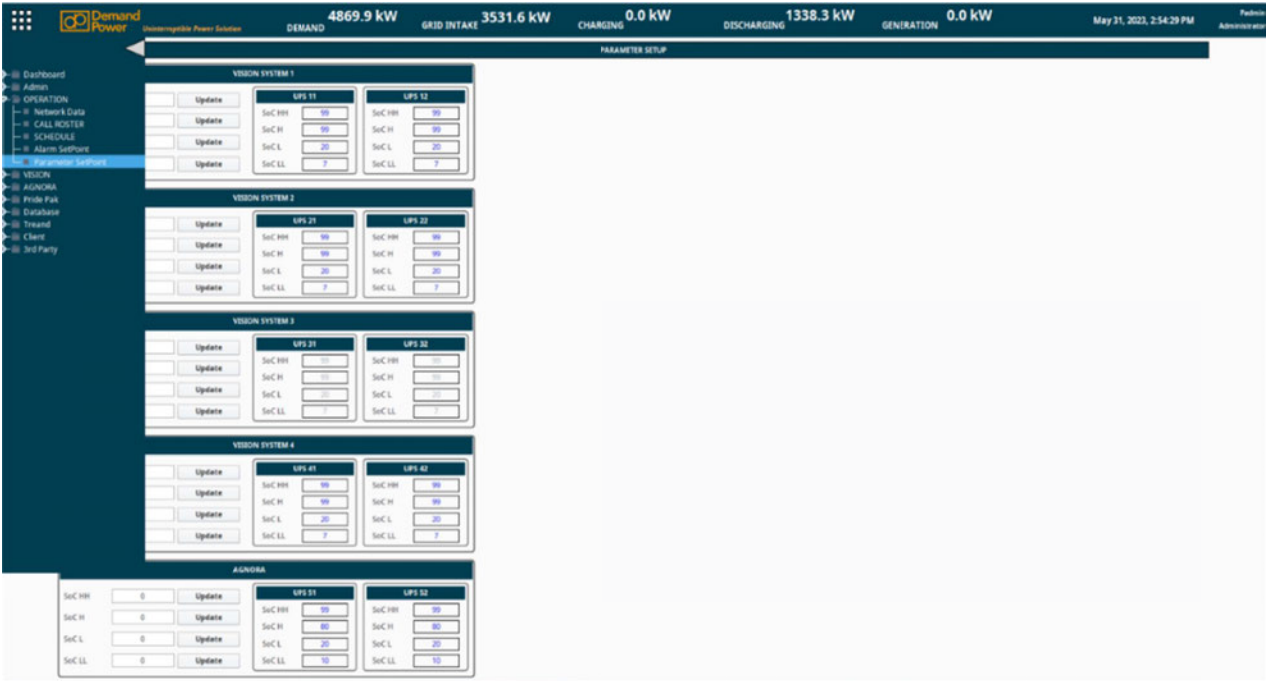 Demand Power Uninterruptible Power Solution DEMAND 4869.9 kW GRID INTAKE 3531.6 kW CHARGING 0.0 kW DISCHARGING 1338.3 kW GENERATION 0.0 kW May 31, 2023, 2:54:29 PM Padmin Administrator
PARAMETER SETUP
Dashboard
Admin
OPERATION
Network Data
CALL ROSTER
SCHEDULE
Alarm SetPoint
Parameter SetPoint
VISION
AGNORA
Pride Pak
Database
Treand
Client
3rd Party
VISION SYSTEM 1
Update
Update
Update
Update
UPS 11
SoC HH 99
SoC H 99
SoC L 20
SoC LL 7
UPS 12
SoC HH 99
SoC H 99
SoC L 20
SoC LL 7
VISION SYSTEM 2
Update
Update
Update
Update
UPS 21
SoC HH 99
SoC H 99
SoC L 20
SoC LL 7
UPS 22
SoC HH 99
SoC H 99
SoC L 20
SoC LL 7
VISION SYSTEM 3
Update
Update
Update
Update
UPS 31
SoC HH 99
SoC H 99
SoC L 20
SoC LL 7
UPS 32
SoC HH 99
SoC H 99
SoC L 20
SoC LL 7
VISION SYSTEM 4
Update
Update
Update
Update
UPS 41
SoC HH 99
SoC H 99
SoC L 20
SoC LL 7
UPS 42
SoC HH 99
SoC H 99
SoC L 20
SoC LL 7
AGNORA
SoC HH 0 Update
SoC H 0 Update
SoC L 0 Update
SoC LL 0 Update
UPS 51
SoC HH 99
SoC H 80
SoC L 20
SoC LL 10
UPS 52
SoC HH 99
SoC H 80
SoC L 20
SoC LL 10